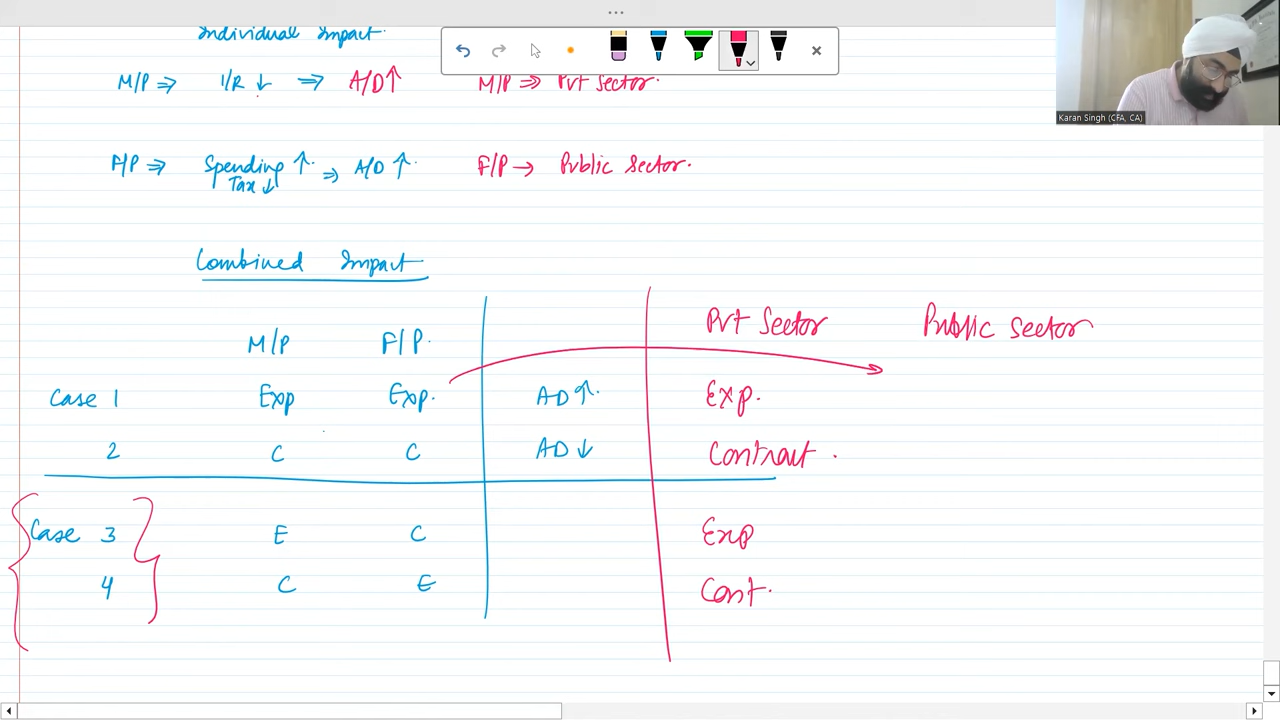 Individual Impact.
M/P ⇒ I/R ↓ ⇒ A/D ↑ M/P ⇒ Pvt Sector.
F/P ⇒ Spending ↑. ⇒ A/D ↑. F/P → Public Sector.
Tax ↓
Combined Impact
Pvt Sector Public Sector
M/P F/P.
Case 1 Exp Exp. AD ↑. Exp.
2 C C AD ↓ Contract.
Case 3 E C Exp
4 C E Cont.
Karan Singh (CFA, CA)